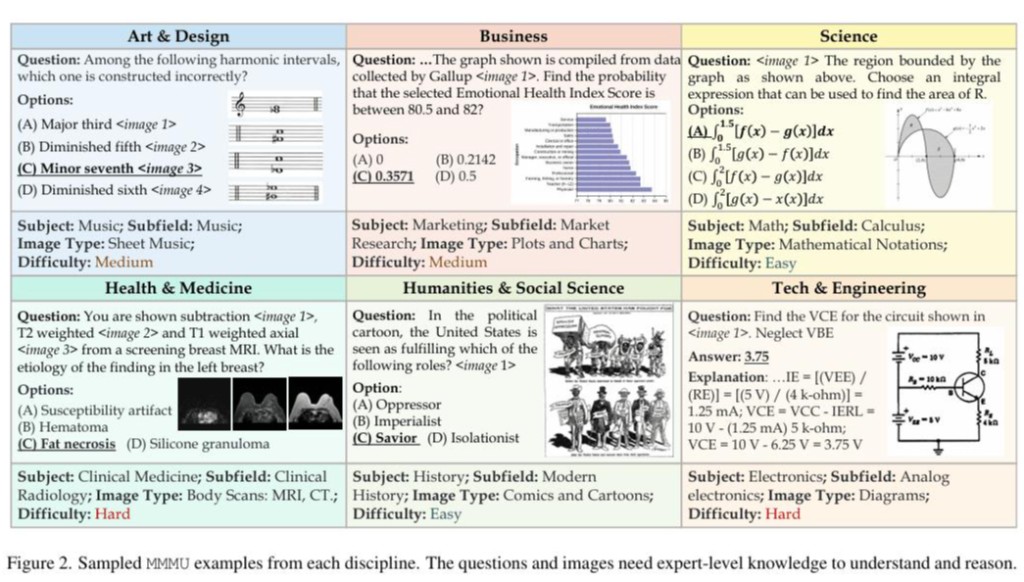 Art & Design
Question: Among the following harmonic intervals,
which one is constructed incorrectly?
Options:
(A) Major third <image 1>
(B) Diminished fifth <image 2>
(C) Minor seventh <image 3>
(D) Diminished sixth <image 4>
Subject: Music; Subfield: Music;
Image Type: Sheet Music;
Difficulty: Medium
Business
Question: ...The graph shown is compiled from data
collected by Gallup <image 1>. Find the probability
that the selected Emotional Health Index Score is
between 80.5 and 82?
Emotional Health Index Score
Options:
(A) 0 (B) 0.2142
(C) 0.3571 (D) 0.5
Subject: Marketing; Subfield: Market
Research; Image Type: Plots and Charts;
Difficulty: Medium
Science
Question: <image 1> The region bounded by the
graph as shown above. Choose an integral
expression that can be used to find the area of R.
Options:
(A) ∫₀^1.5[f(x) − g(x)]dx
(B) ∫₀^1.5[g(x) − f(x)]dx
(C) ∫₀^2[f(x) − g(x)]dx
(D) ∫₀^2[g(x) − x(x)]dx
Subject: Math; Subfield: Calculus;
Image Type: Mathematical Notations;
Difficulty: Easy
Health & Medicine
Question: You are shown subtraction <image 1>,
T2 weighted <image 2> and T1 weighted axial
<image 3> from a screening breast MRI. What is the
etiology of the finding in the left breast?
Options:
(A) Susceptibility artifact
(B) Hematoma
(C) Fat necrosis (D) Silicone granuloma
Subject: Clinical Medicine; Subfield: Clinical
Radiology; Image Type: Body Scans: MRI, CT.;
Difficulty: Hard
Humanities & Social Science
Question: In the political
cartoon, the United States is
seen as fulfilling which of the
following roles? <image 1>
Option:
(A) Oppressor
(B) Imperialist
(C) Savior (D) Isolationist
WHAT THE UNITED STATES HAS FOUGHT FOR
Subject: History; Subfield: Modern
History; Image Type: Comics and Cartoons;
Difficulty: Easy
Tech & Engineering
Question: Find the VCE for the circuit shown in
<image 1>. Neglect VBE
Answer: 3.75
Explanation: ...IE = [(VEE) /
(RE)] = [(5 V) / (4 k-ohm)] =
1.25 mA; VCE = VCC - IERL =
10 V - (1.25 mA) 5 k-ohm;
VCE = 10 V - 6.25 V = 3.75 V
Subject: Electronics; Subfield: Analog
electronics; Image Type: Diagrams;
Difficulty: Hard
Figure 2. Sampled MMMU examples from each discipline. The questions and images need expert-level knowledge to understand and reason.